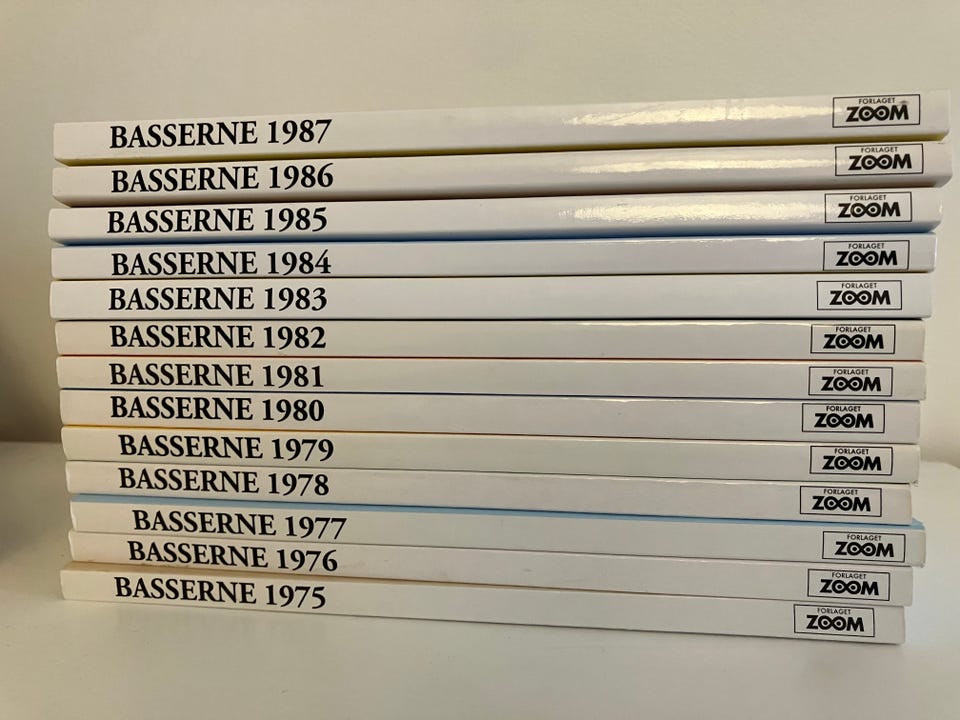 BASSERNE 1987
FORLAGET
ZOOM
BASSERNE 1986
FORLAGET
ZOOM
BASSERNE 1985
FORLAGET
ZOOM
BASSERNE 1984
FORLAGET
ZOOM
BASSERNE 1983
FORLAGET
ZOOM
BASSERNE 1982
FORLAGET
ZOOM
BASSERNE 1981
FORLAGET
ZOOM
BASSERNE 1980
FORLAGET
ZOOM
BASSERNE 1979
FORLAGET
ZOOM
BASSERNE 1978
FORLAGET
ZOOM
BASSERNE 1977
FORLAGET
ZOOM
BASSERNE 1976
FORLAGET
ZOOM
BASSERNE 1975
FORLAGET
ZOOM